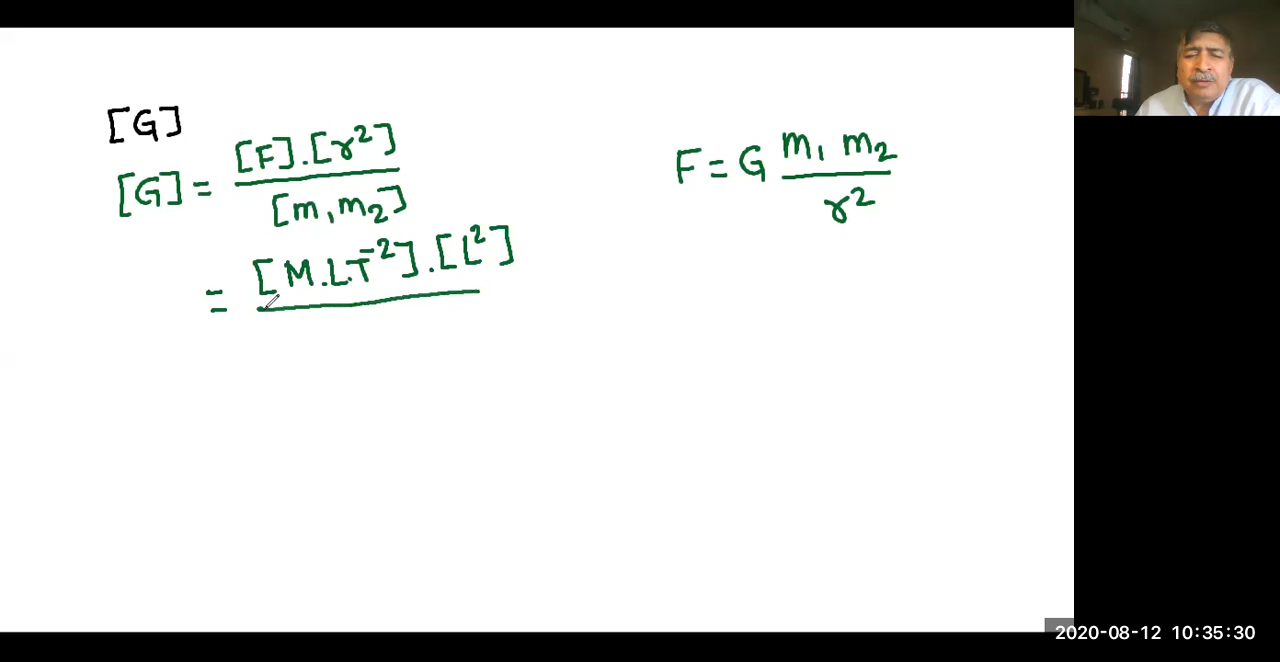 [G]
[G] = [F].[r²] / [m₁m₂]
= [M.L.T⁻²].[L²]
F = G m₁ m₂ / r²
2020-08-12 10:35:30